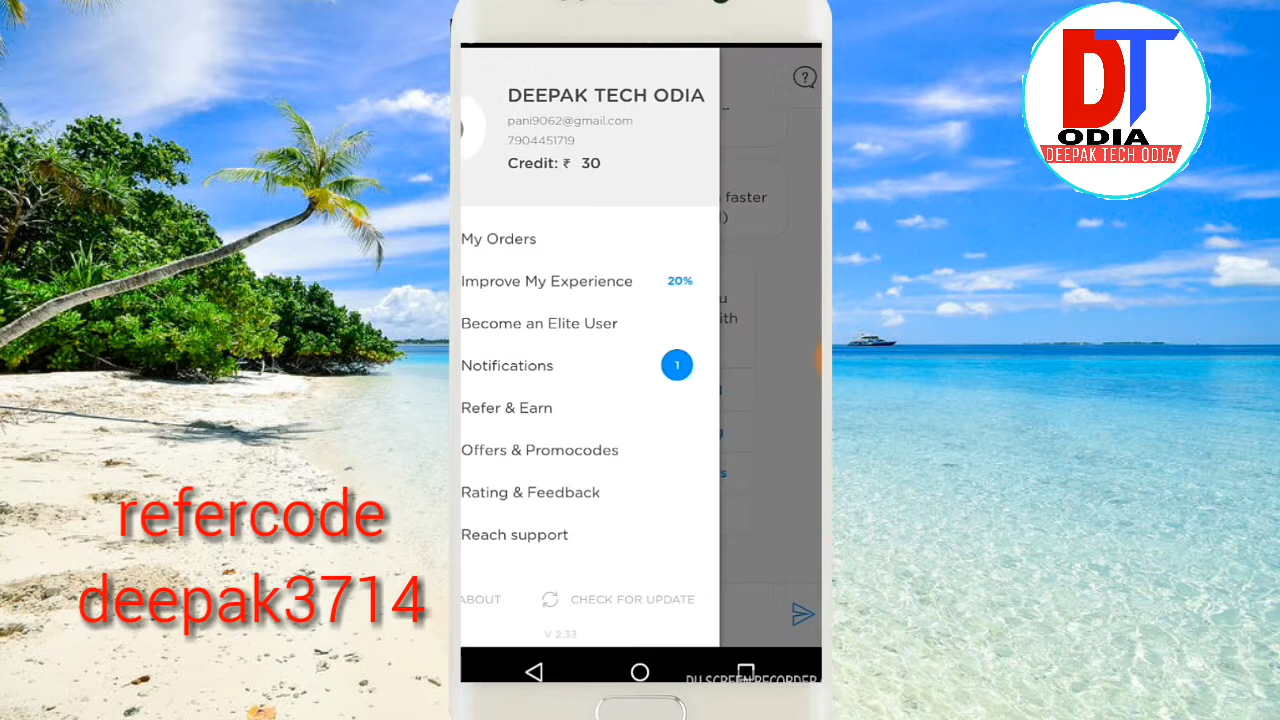 DEEPAK TECH ODIA
pani9062@gmail.com
7904451719
Credit: ₹ 30
My Orders
Improve My Experience 20%
Become an Elite User
Notifications 1
Refer & Earn
Offers & Promocodes
Rating & Feedback
Reach support
ABOUT CHECK FOR UPDATE
V 2.33
?
faster
)
ith
DU SCREEN RECORDER
refercode
deepak3714
DT
ODIA
DEEPAK TECH ODIA